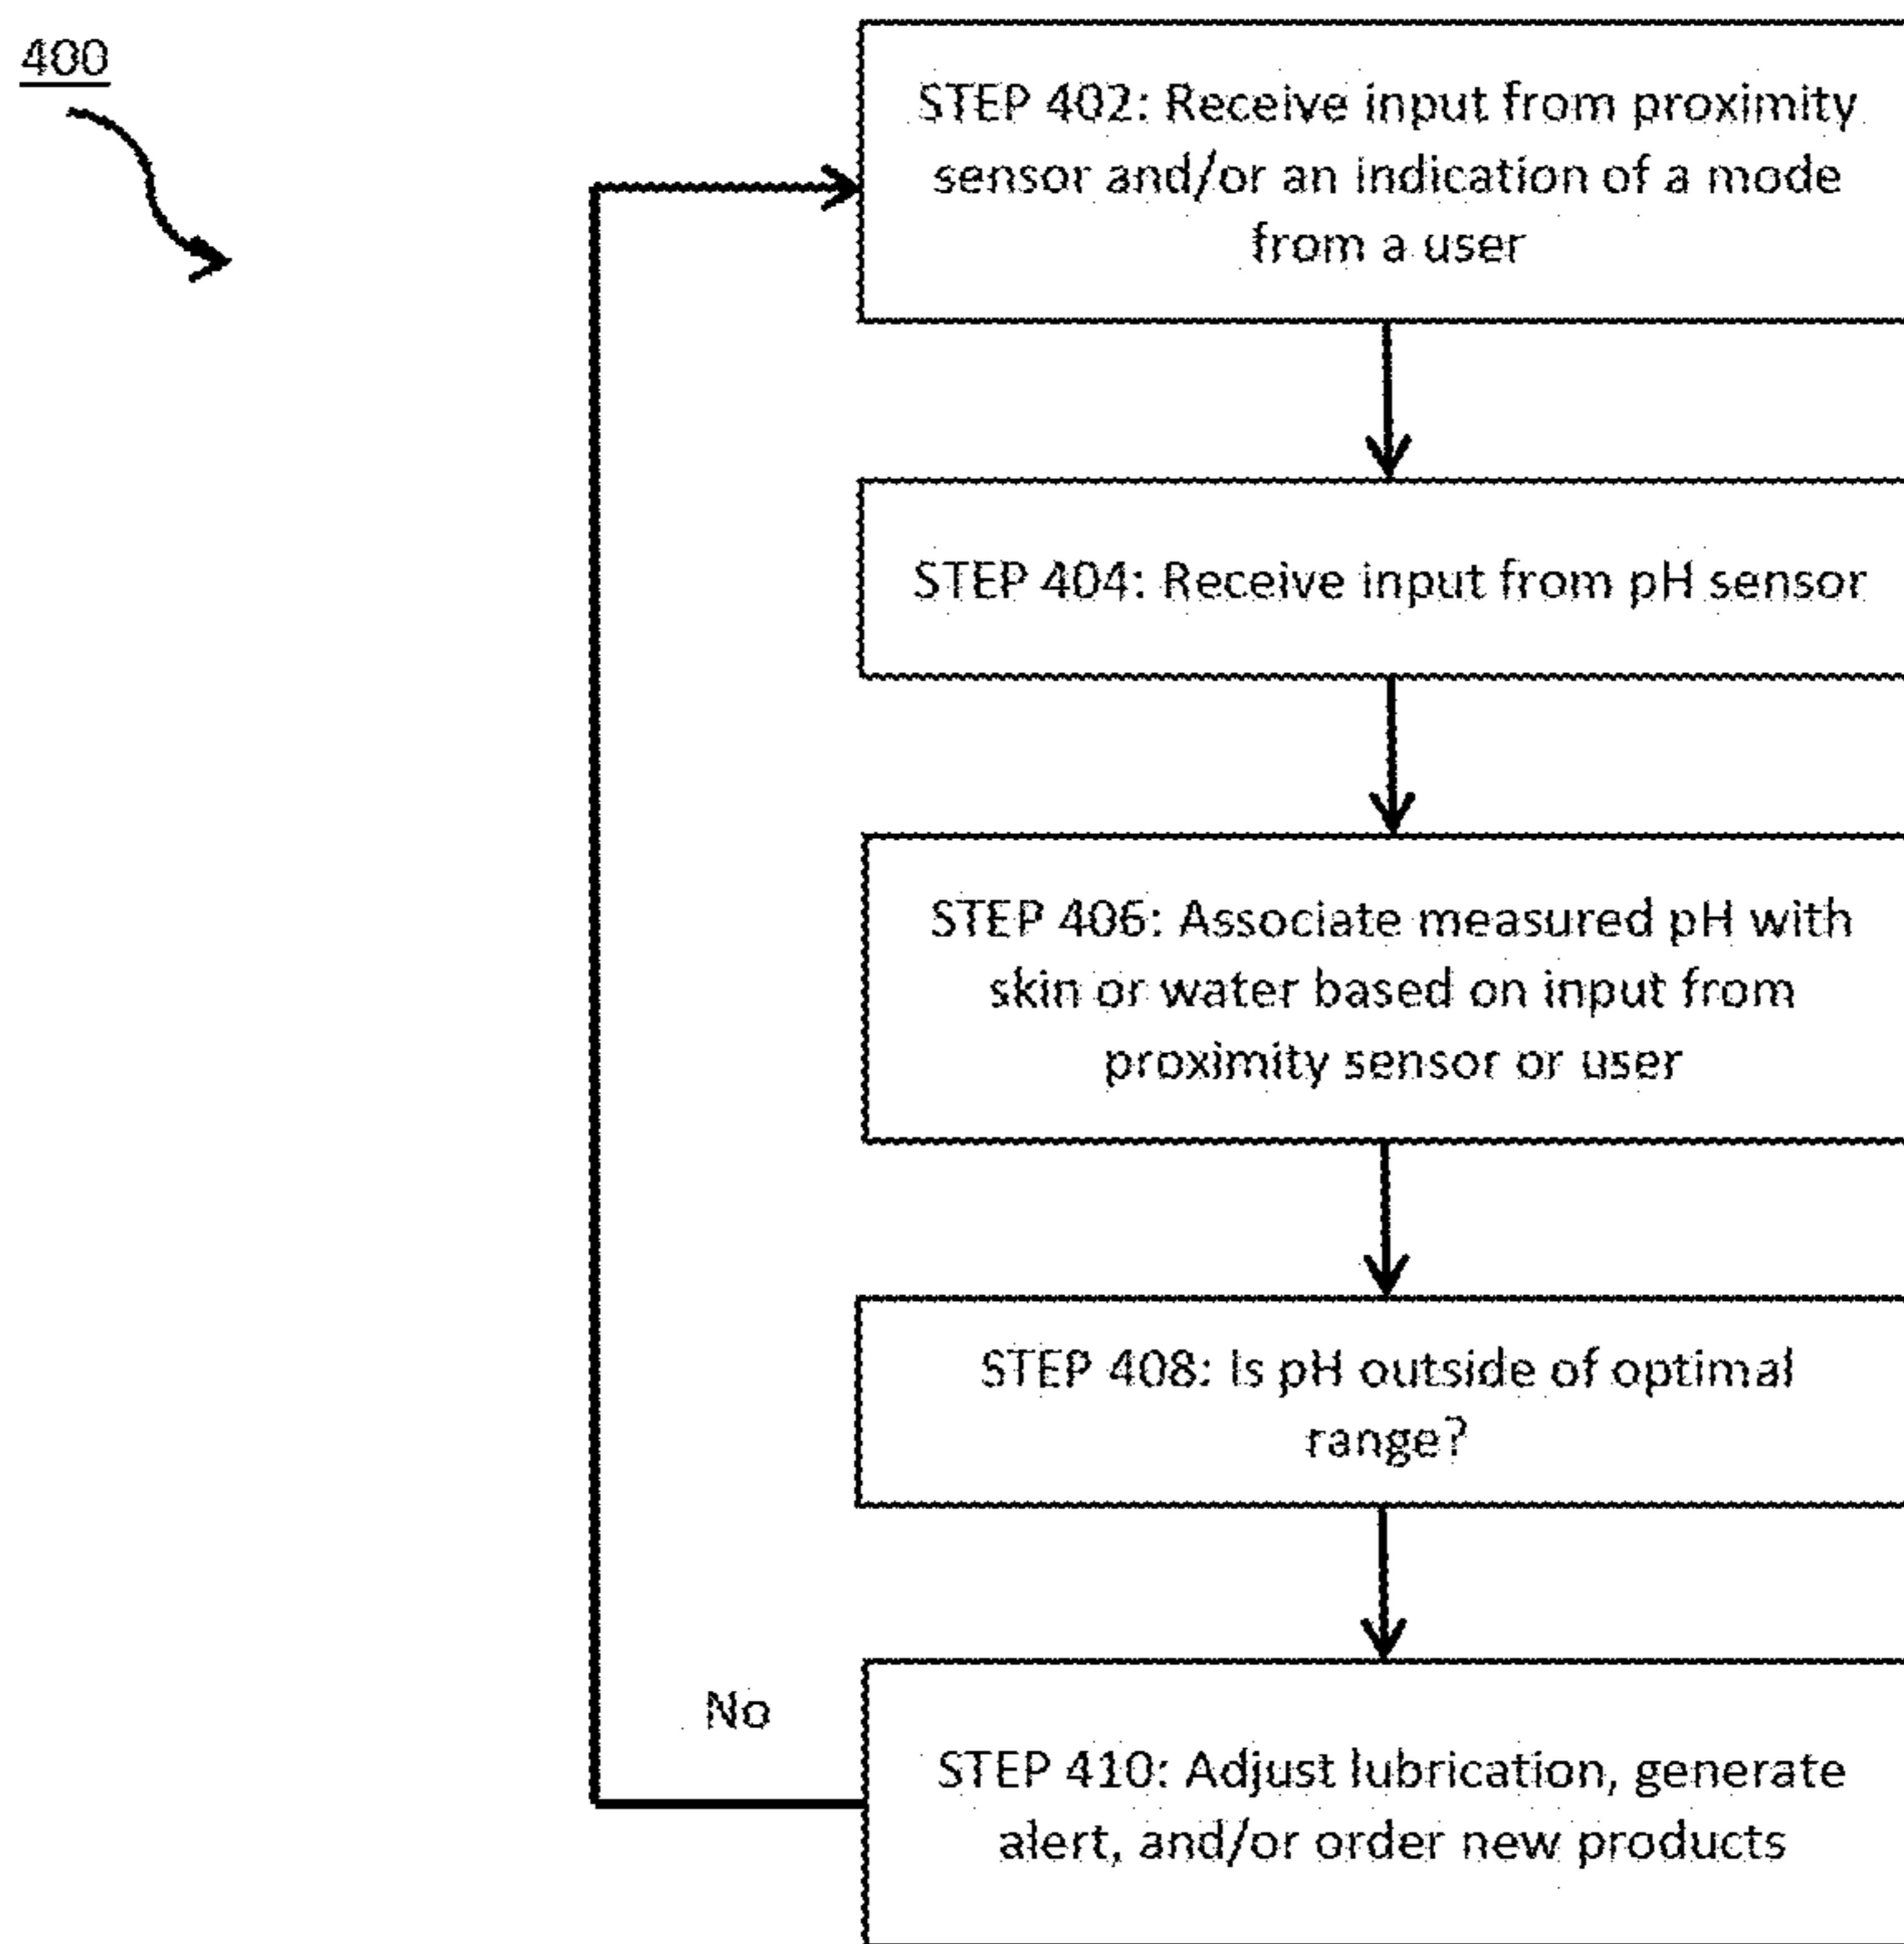 400
STEP 402: Receive input from proximity
sensor and/or an indication of a mode
from a user
STEP 404: Receive input from pH sensor
STEP 406: Associate measured pH with
skin or water based on input from
proximity sensor or user
STEP 408: Is pH outside of optimal
range?
No
STEP 410: Adjust lubrication, generate
alert, and/or order new products